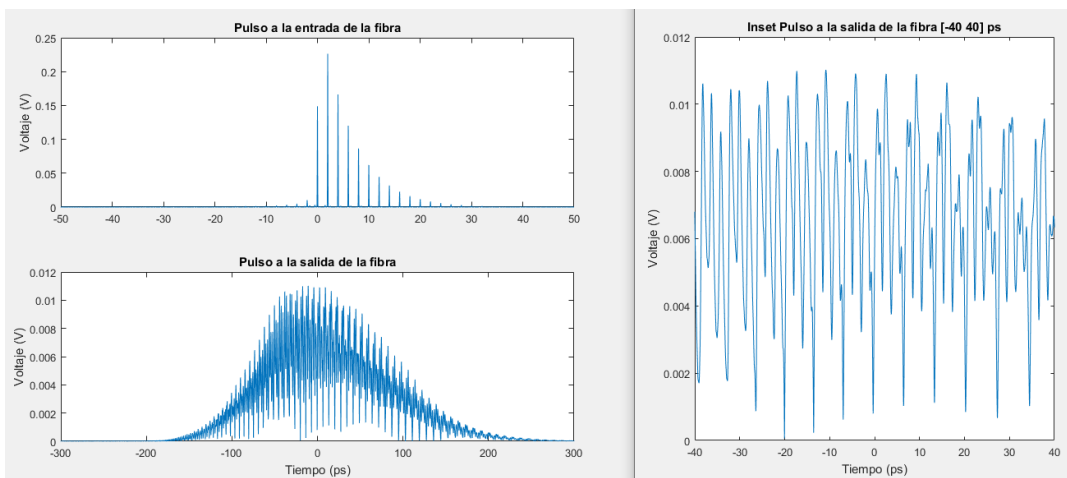 Pulso a la entrada de la fibra
0.25
0.2
0.15
0.1
0.05
0
Voltaje (V)
-50 -40 -30 -20 -10 0 10 20 30 40 50
Pulso a la salida de la fibra
0.012
0.01
0.008
0.006
0.004
0.002
0
Voltaje (V)
-300 -200 -100 0 100 200 300
Tiempo (ps)
Inset Pulso a la salida de la fibra [-40 40] ps
0.012
0.01
0.008
0.006
0.004
0.002
0
Voltaje (V)
-40 -30 -20 -10 0 10 20 30 40
Tiempo (ps)